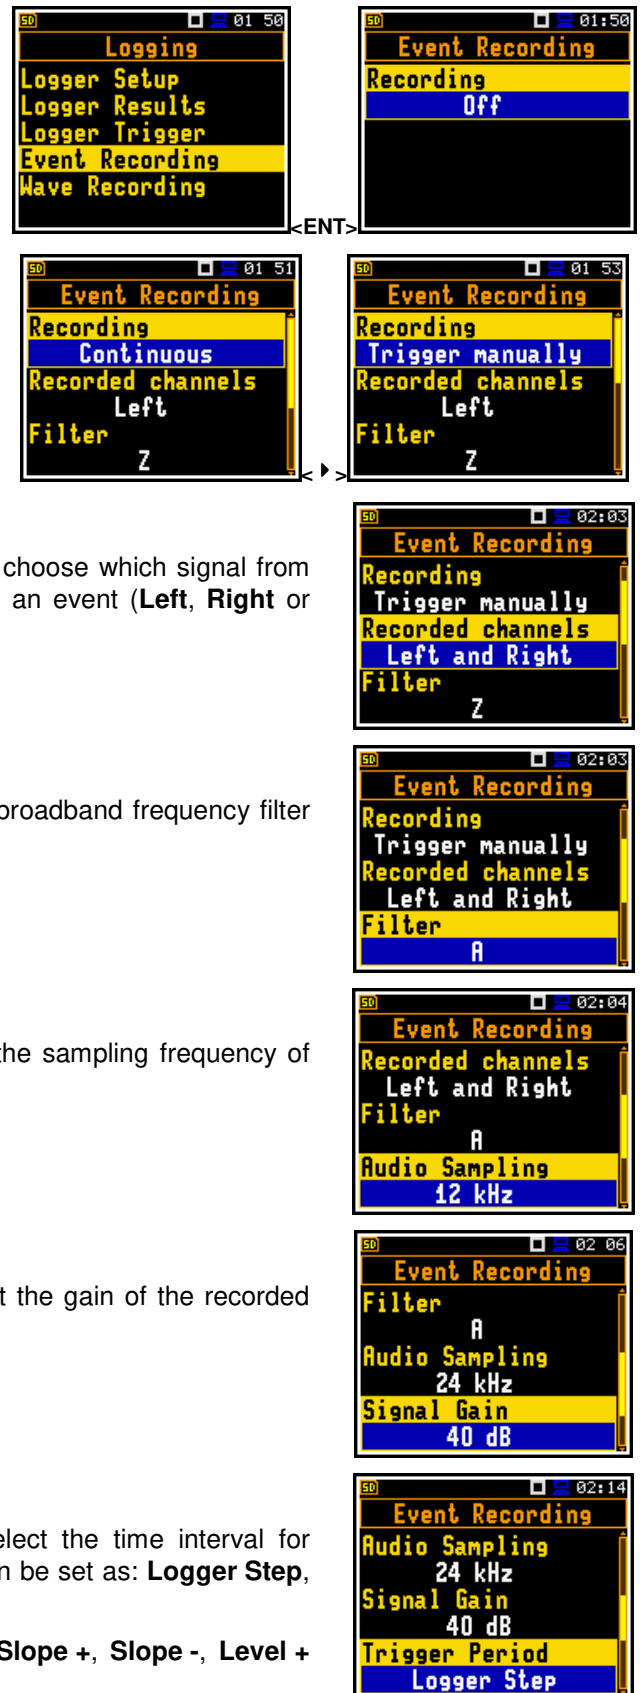 SD 01 50
Logging
Logger Setup
Logger Results
Logger Trigger
Event Recording
Wave Recording
<ENT>
SD 01:50
Event Recording
Recording
Off
SD 01 51
Event Recording
Recording
Continuous
Recorded channels
Left
Filter
Z
< >
SD 01 53
Event Recording
Recording
Trigger manually
Recorded channels
Left
Filter
Z
choose which signal from
an event (Left, Right or
SD 02:03
Event Recording
Recording
Trigger manually
Recorded channels
Left and Right
Filter
Z
broadband frequency filter
SD 02:03
Event Recording
Recording
Trigger manually
Recorded channels
Left and Right
Filter
A
the sampling frequency of
SD 02:04
Event Recording
Recorded channels
Left and Right
Filter
A
Audio Sampling
12 kHz
t the gain of the recorded
SD 02 06
Event Recording
Filter
A
Audio Sampling
24 kHz
Signal Gain
40 dB
elect the time interval for
n be set as: Logger Step,
Slope +, Slope -, Level +
SD 02:14
Event Recording
Audio Sampling
24 kHz
Signal Gain
40 dB
Trigger Period
Logger Step